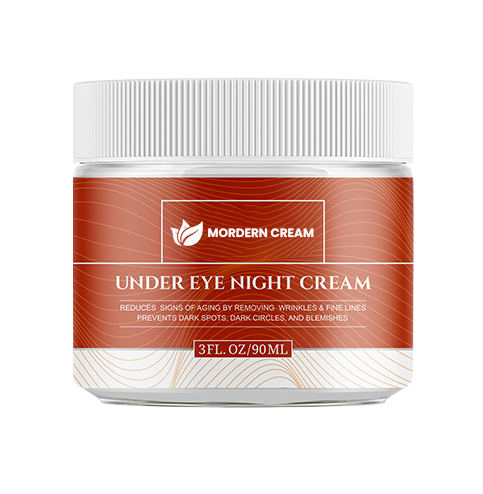 MORDERN CREAM
UNDER EYE NIGHT CREAM
REDUCES SIGNS OF AGING BY REMOVING WRINKLES & FINE LINES
PREVENTS DARK SPOTS, DARK CIRCLES, AND BLEMISHES
3FL. OZ/90ML